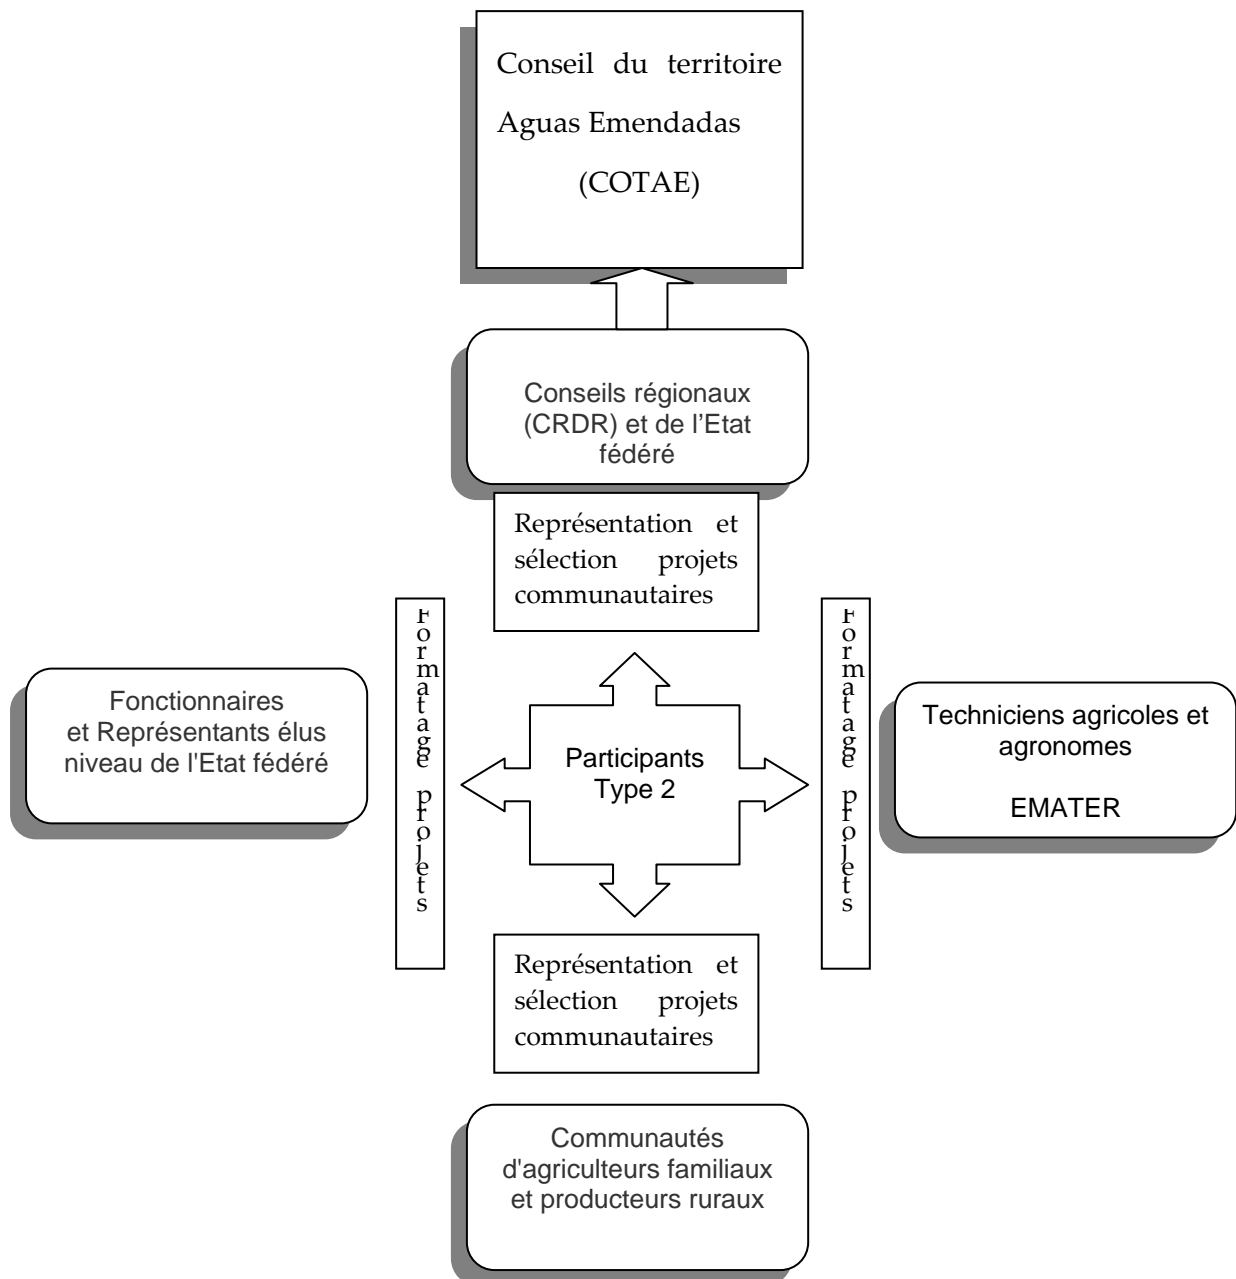 Conseil du territoire
Aguas Emendadas
(COTAE)
Conseils régionaux
(CRDR) et de l’Etat
fédéré
Représentation et
sélection projets
communautaires
Formatage projets
Fonctionnaires
et Représentants élus
niveau de l'Etat fédéré
Participants
Type 2
Formatage projets
Techniciens agricoles et
agronomes
EMATER
Représentation et
sélection projets
communautaires
Communautés
d'agriculteurs familiaux
et producteurs ruraux